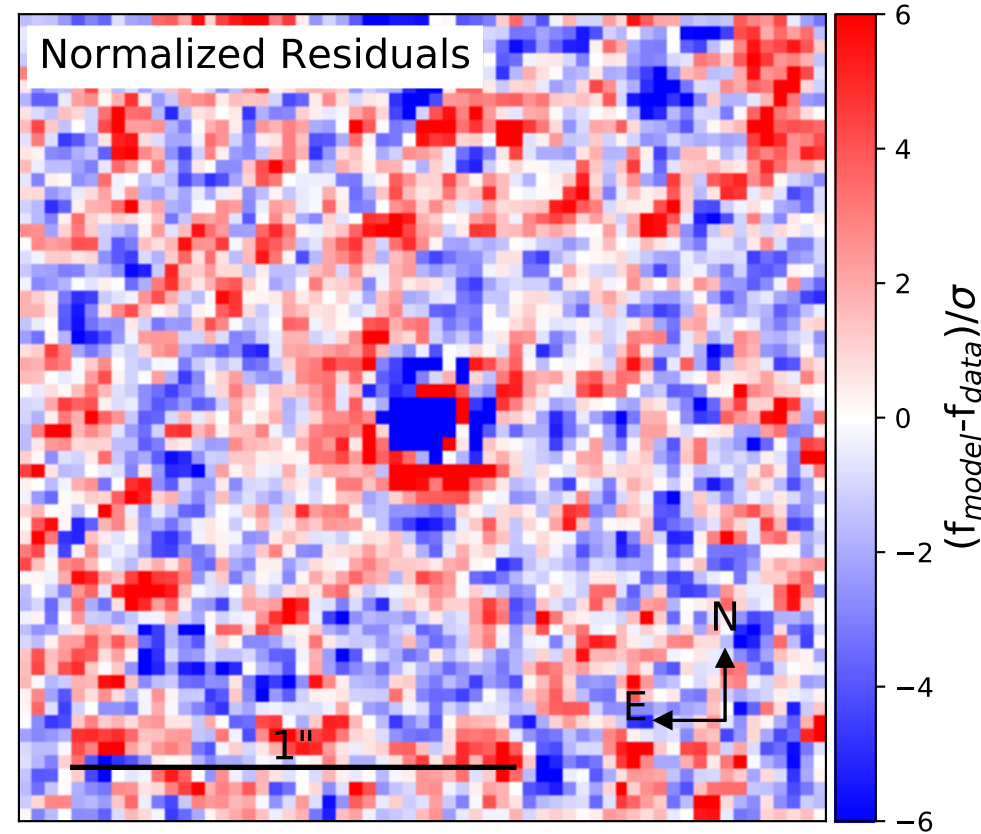 Normalized Residuals
6
4
2
0
−2
−4
−6
(f_model-f_data)/σ
N
E
1"